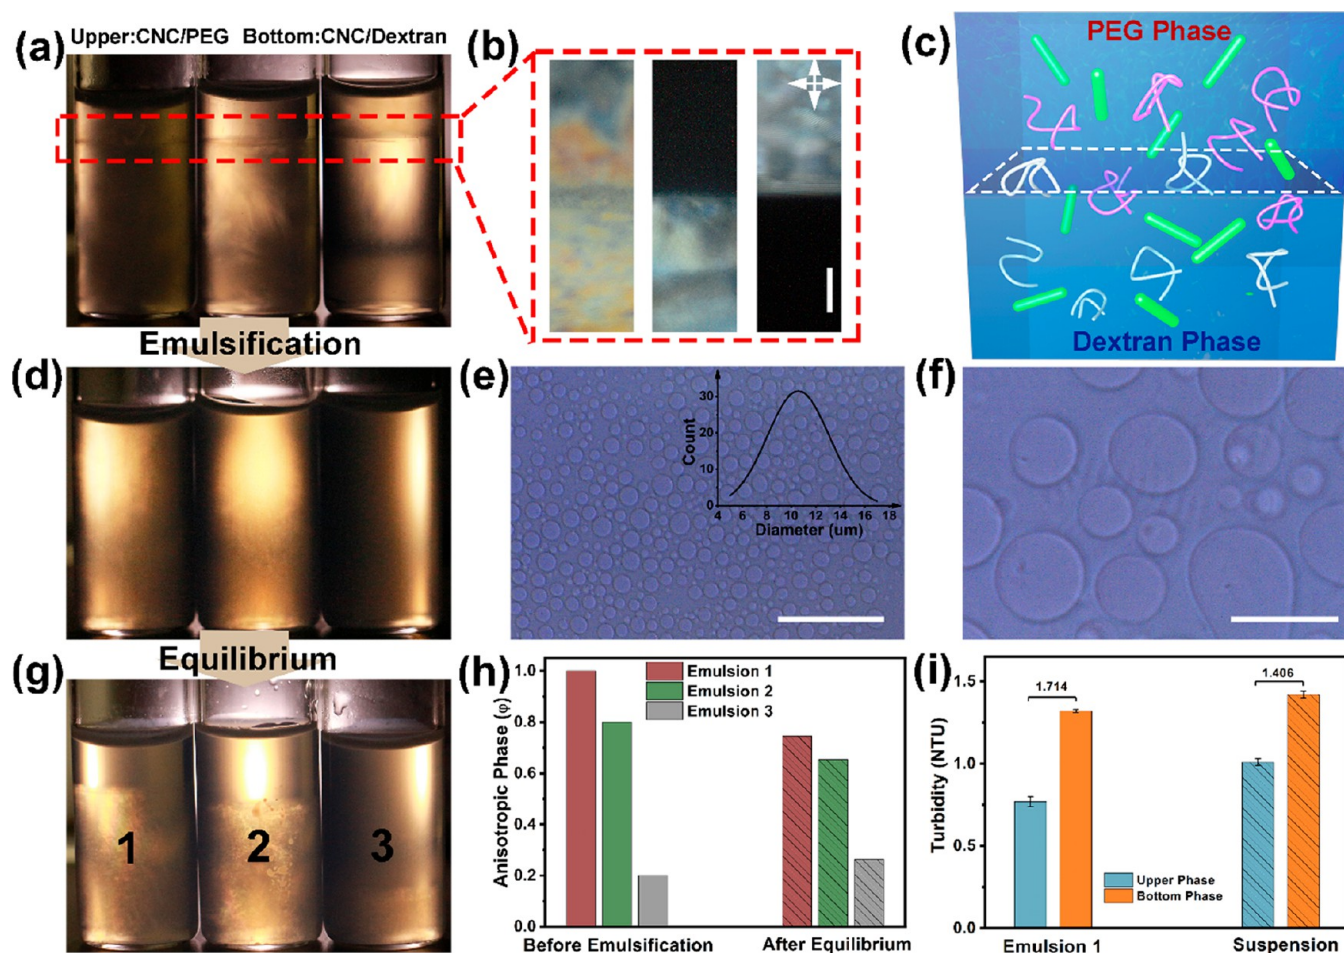 (a)
Upper:CNC/PEG Bottom:CNC/Dextran
(b)
(c)
PEG Phase
Dextran Phase
Emulsification
(d)
(e)
Count
30
20
10
0
4 6 8 10 12 14 16 18
Diameter (um)
(f)
Equilibrium
(g)
1
2
3
(h)
Anisotropic Phase (φ)
1.0
0.8
0.6
0.4
0.2
0.0
Emulsion 1
Emulsion 2
Emulsion 3
Before Emulsification
After Equilibrium
(i)
Turbidity (NTU)
1.5
1.0
0.5
0.0
1.714
1.406
Upper Phase
Bottom Phase
Emulsion 1
Suspension